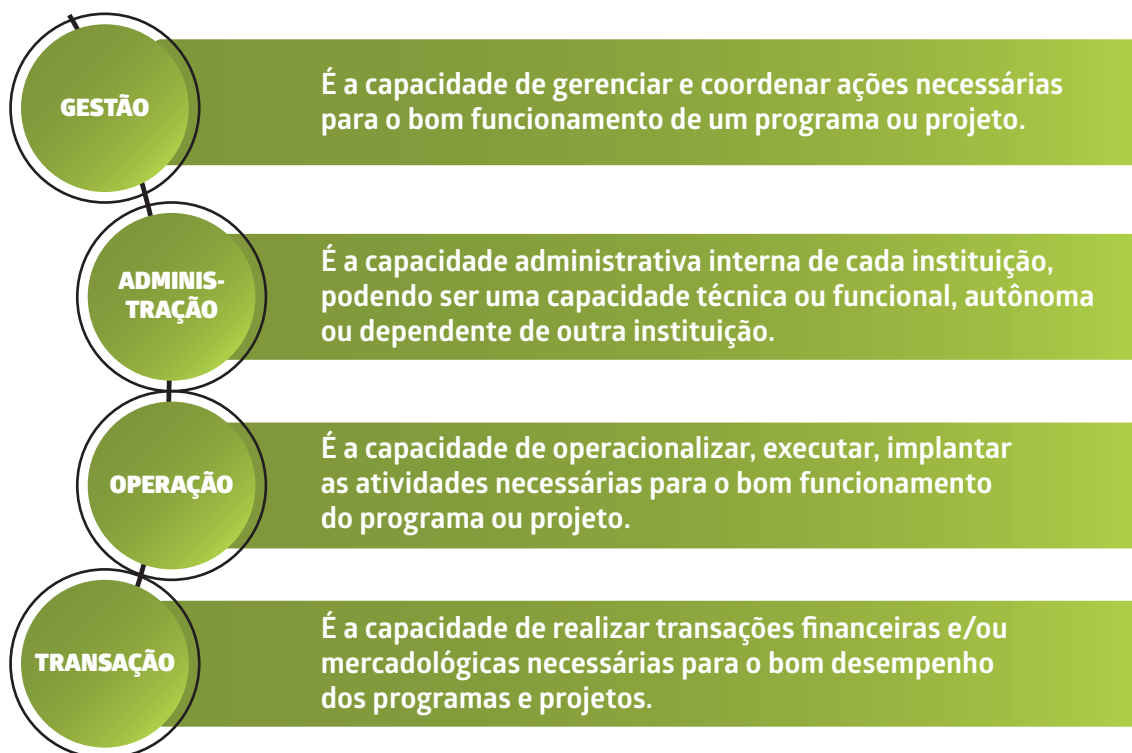 GESTÃO
É a capacidade de gerenciar e coordenar ações necessárias
para o bom funcionamento de um programa ou projeto.
ADMINIS-
TRAÇÃO
É a capacidade administrativa interna de cada instituição,
podendo ser uma capacidade técnica ou funcional, autônoma
ou dependente de outra instituição.
OPERAÇÃO
É a capacidade de operacionalizar, executar, implantar
as atividades necessárias para o bom funcionamento
do programa ou projeto.
TRANSAÇÃO
É a capacidade de realizar transações financeiras e/ou
mercadológicas necessárias para o bom desempenho
dos programas e projetos.